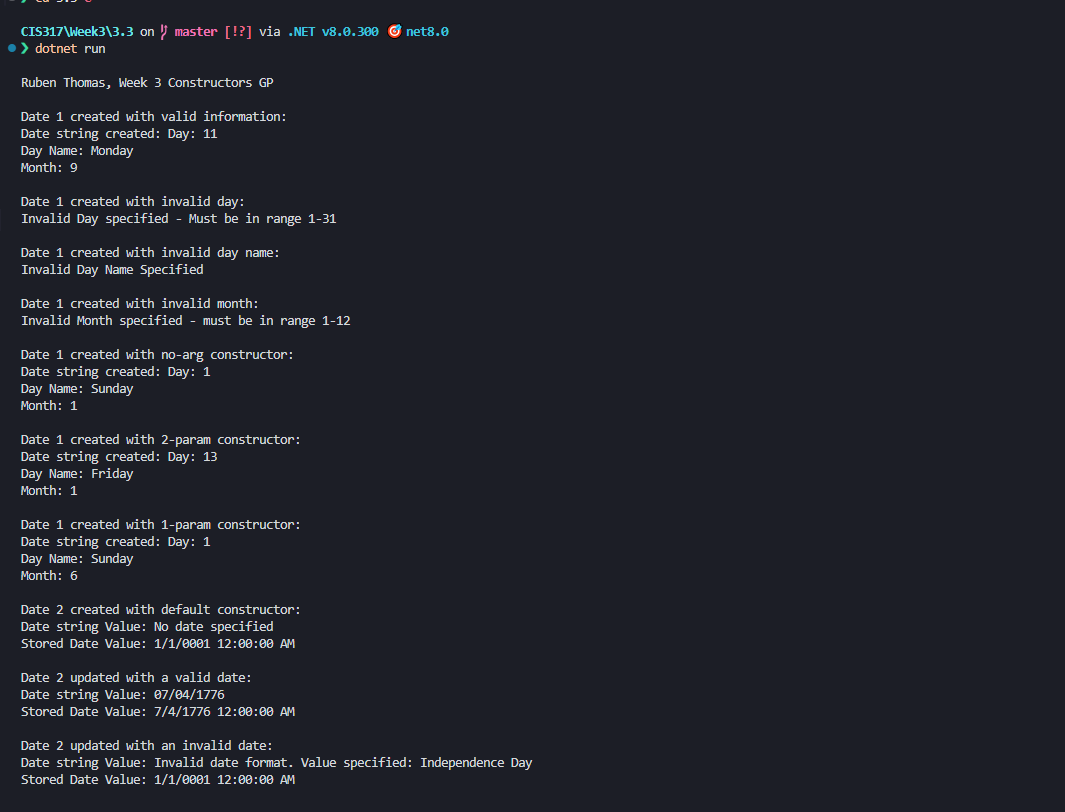 CIS317\Week3\3.3 on master [!?] via .NET v8.0.300 🎯 net8.0
❯ dotnet run
Ruben Thomas, Week 3 Constructors GP
Date 1 created with valid information:
Date string created: Day: 11
Day Name: Monday
Month: 9
Date 1 created with invalid day:
Invalid Day specified - Must be in range 1-31
Date 1 created with invalid day name:
Invalid Day Name Specified
Date 1 created with invalid month:
Invalid Month specified - must be in range 1-12
Date 1 created with no-arg constructor:
Date string created: Day: 1
Day Name: Sunday
Month: 1
Date 1 created with 2-param constructor:
Date string created: Day: 13
Day Name: Friday
Month: 1
Date 1 created with 1-param constructor:
Date string created: Day: 1
Day Name: Sunday
Month: 6
Date 2 created with default constructor:
Date string Value: No date specified
Stored Date Value: 1/1/0001 12:00:00 AM
Date 2 updated with a valid date:
Date string Value: 07/04/1776
Stored Date Value: 7/4/1776 12:00:00 AM
Date 2 updated with an invalid date:
Date string Value: Invalid date format. Value specified: Independence Day
Stored Date Value: 1/1/0001 12:00:00 AM